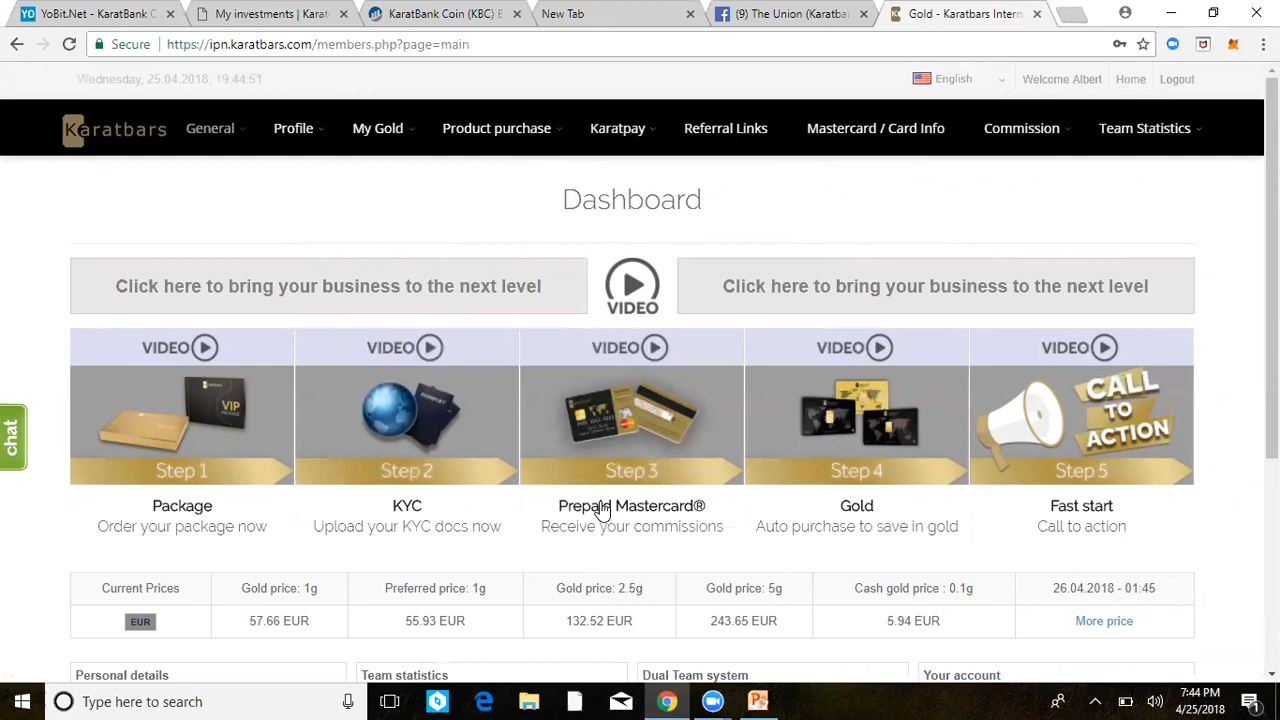 YoBit.Net - KaratBank C
My investments | Karat
KaratBank Coin (KBC) E
New Tab
(9) The Union (Karatba
Gold - Karatbars Intern
Secure
https://ipn.karatbars.com/members.php?page=main
Wednesday, 25.04.2018, 19:44:51
English
Welcome Albert
Home
Logout
Karatbars
General
Profile
My Gold
Product purchase
Karatpay
Referral Links
Mastercard / Card Info
Commission
Team Statistics
Dashboard
Click here to bring your business to the next level
VIDEO
Click here to bring your business to the next level
VIDEO
VIDEO
VIDEO
VIDEO
VIDEO
VIP
PACKAGE
PASSPORT
CALL
TO
ACTION
Step 1
Step 2
Step 3
Step 4
Step 5
Package
KYC
Prepaid Mastercard®
Gold
Fast start
Order your package now
Upload your KYC docs now
Receive your commissions
Auto purchase to save in gold
Call to action
Current Prices
Gold price: 1g
Preferred price: 1g
Gold price: 2.5g
Gold price: 5g
Cash gold price : 0.1g
26.04.2018 - 01:45
EUR
57.66 EUR
55.93 EUR
132.52 EUR
243.65 EUR
5.94 EUR
More price
Personal details
Team statistics
Dual Team system
Your account
chat
Type here to search
7:44 PM
4/25/2018
1